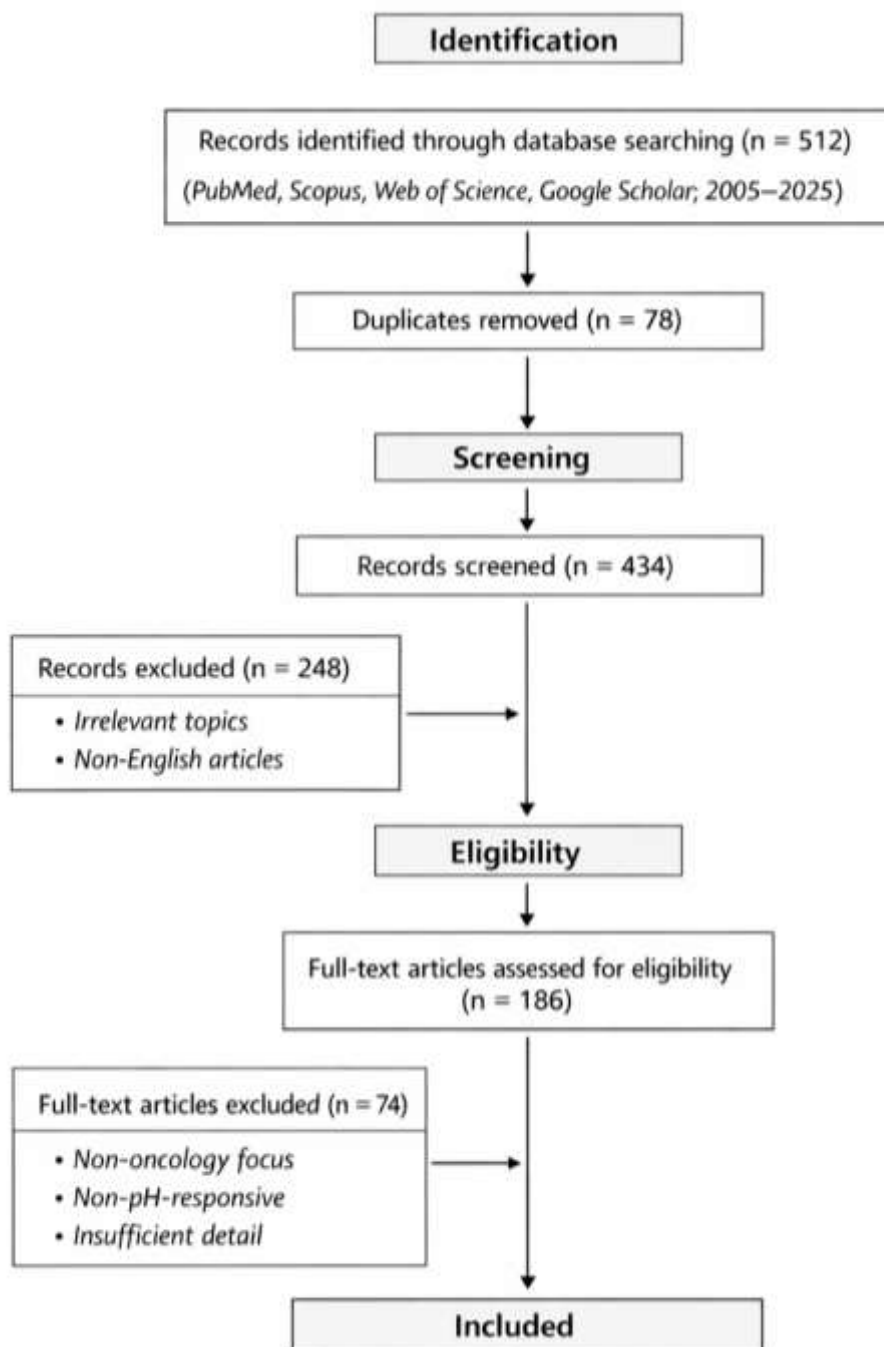 Identification
Records identified through database searching (n = 512)
(PubMed, Scopus, Web of Science, Google Scholar; 2005–2025)
Duplicates removed (n = 78)
Screening
Records screened (n = 434)
Records excluded (n = 248)
• Irrelevant topics
• Non-English articles
Eligibility
Full-text articles assessed for eligibility
(n = 186)
Full-text articles excluded (n = 74)
• Non-oncology focus
• Non-pH-responsive
• Insufficient detail
Included